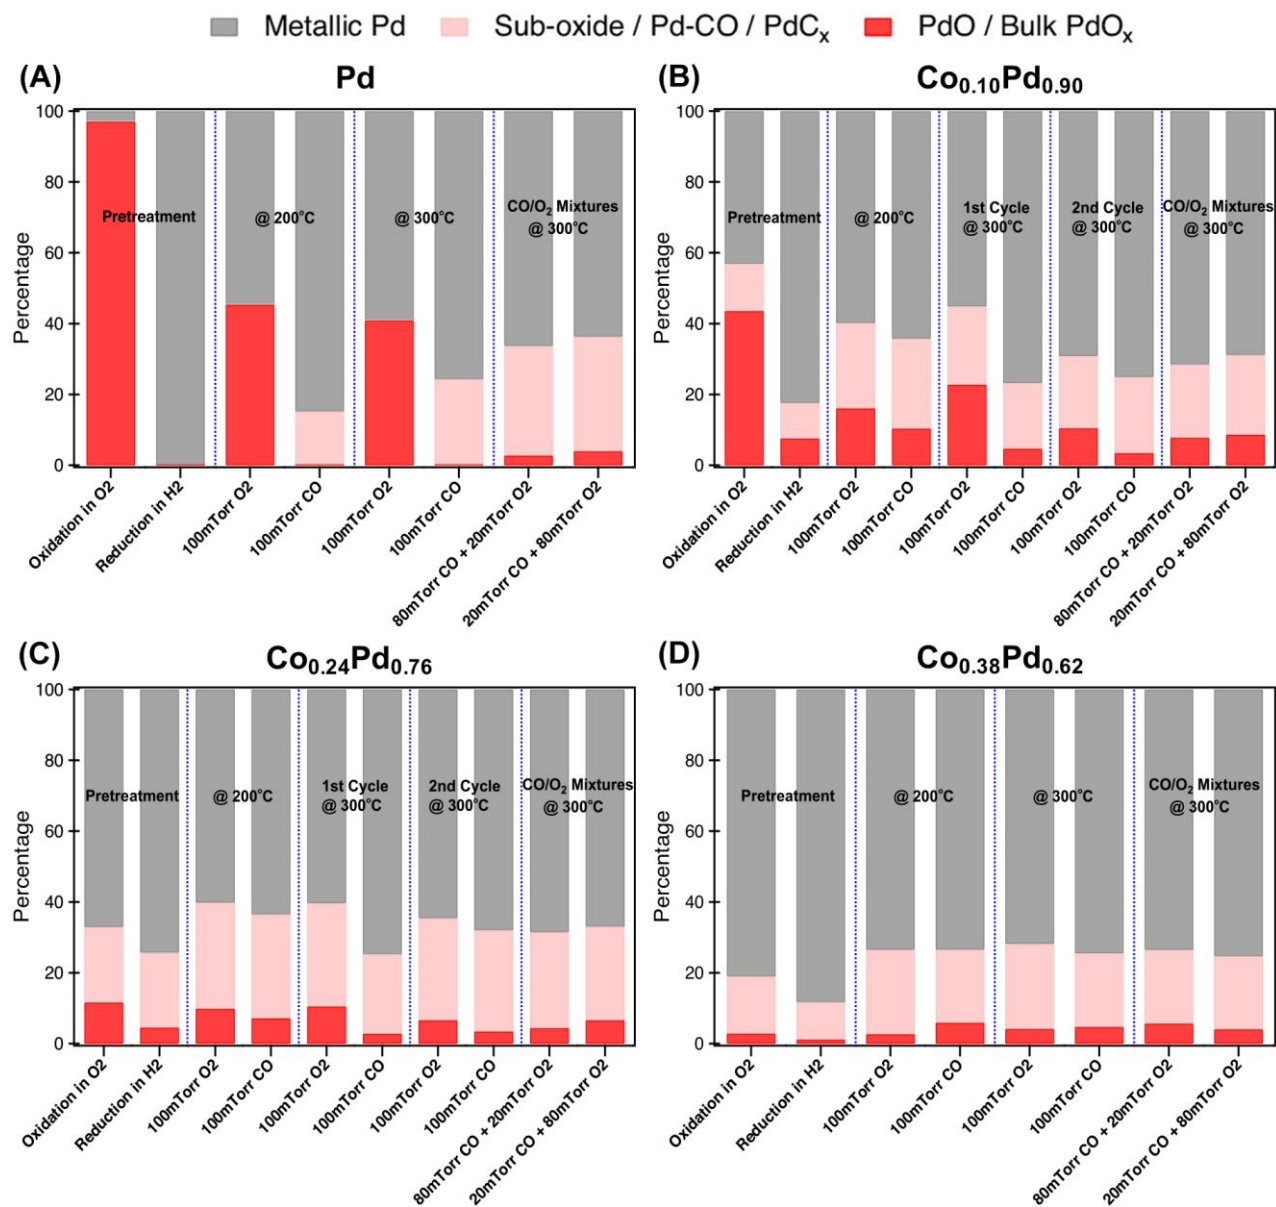 Metallic Pd Sub-oxide / Pd-CO / PdCₓ PdO / Bulk PdOₓ
(A) Pd
Percentage
100
80
60
40
20
0
Pretreatment
@ 200°C
@ 300°C
CO/O₂ Mixtures
@ 300°C
Oxidation in O2
Reduction in H2
100mTorr O2
100mTorr CO
100mTorr O2
100mTorr CO
80mTorr CO + 20mTorr O2
20mTorr CO + 80mTorr O2
(B) Co₀.₁₀Pd₀.₉₀
Percentage
100
80
60
40
20
0
Pretreatment
@ 200°C
1st Cycle
@ 300°C
2nd Cycle
@ 300°C
CO/O₂ Mixtures
@ 300°C
Oxidation in O2
Reduction in H2
100mTorr O2
100mTorr CO
100mTorr O2
100mTorr CO
100mTorr O2
100mTorr CO
80mTorr CO + 20mTorr O2
20mTorr CO + 80mTorr O2
(C) Co₀.₂₄Pd₀.₇₆
Percentage
100
80
60
40
20
0
Pretreatment
@ 200°C
1st Cycle
@ 300°C
2nd Cycle
@ 300°C
CO/O₂ Mixtures
@ 300°C
Oxidation in O2
Reduction in H2
100mTorr O2
100mTorr CO
100mTorr O2
100mTorr CO
100mTorr O2
100mTorr CO
80mTorr CO + 20mTorr O2
20mTorr CO + 80mTorr O2
(D) Co₀.₃₈Pd₀.₆₂
Percentage
100
80
60
40
20
0
Pretreatment
@ 200°C
@ 300°C
CO/O₂ Mixtures
@ 300°C
Oxidation in O2
Reduction in H2
100mTorr O2
100mTorr CO
100mTorr O2
100mTorr CO
80mTorr CO + 20mTorr O2
20mTorr CO + 80mTorr O2